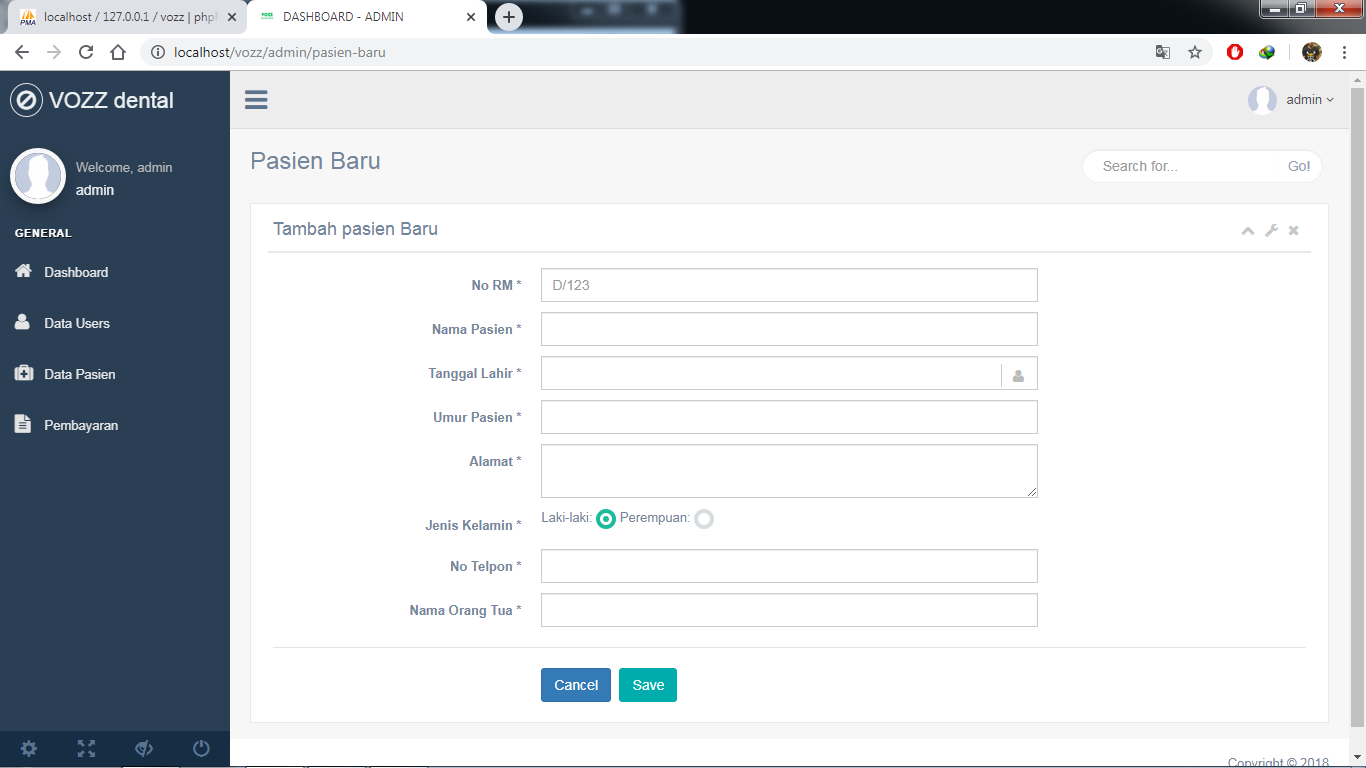 localhost / 127.0.0.1 / vozz | php
DASHBOARD - ADMIN
localhost/vozz/admin/pasien-baru
VOZZ dental
admin
Welcome, admin
admin
Pasien Baru
Search for...
Go!
GENERAL
Dashboard
Data Users
Data Pasien
Pembayaran
Tambah pasien Baru
No RM *
D/123
Nama Pasien *
Tanggal Lahir *
Umur Pasien *
Alamat *
Jenis Kelamin *
Laki-laki: Perempuan:
No Telpon *
Nama Orang Tua *
Cancel
Save
Copyright © 2018